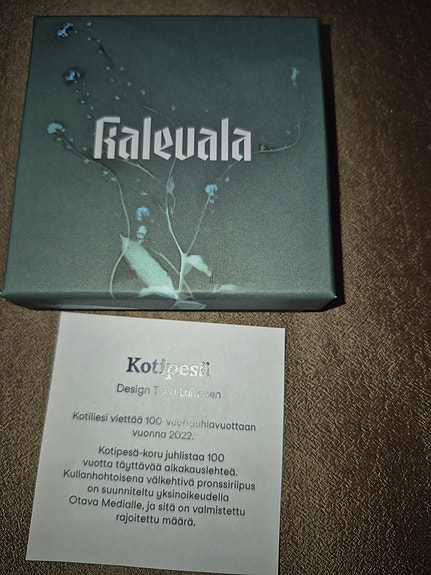 Kalevala
Kotipesä
Design
Kotiliesi viettää 100-vuotisjuhlavuottaan
vuonna 2022.
Kotipesä-koru juhlistaa 100
vuotta täyttävää aikakauslehteä.
Kullanhohtoisena välkehtivä pronssiriipus
on suunniteltu yksinoikeudella
Otava Medialle, ja sitä on valmistettu
rajoitettu määrä.